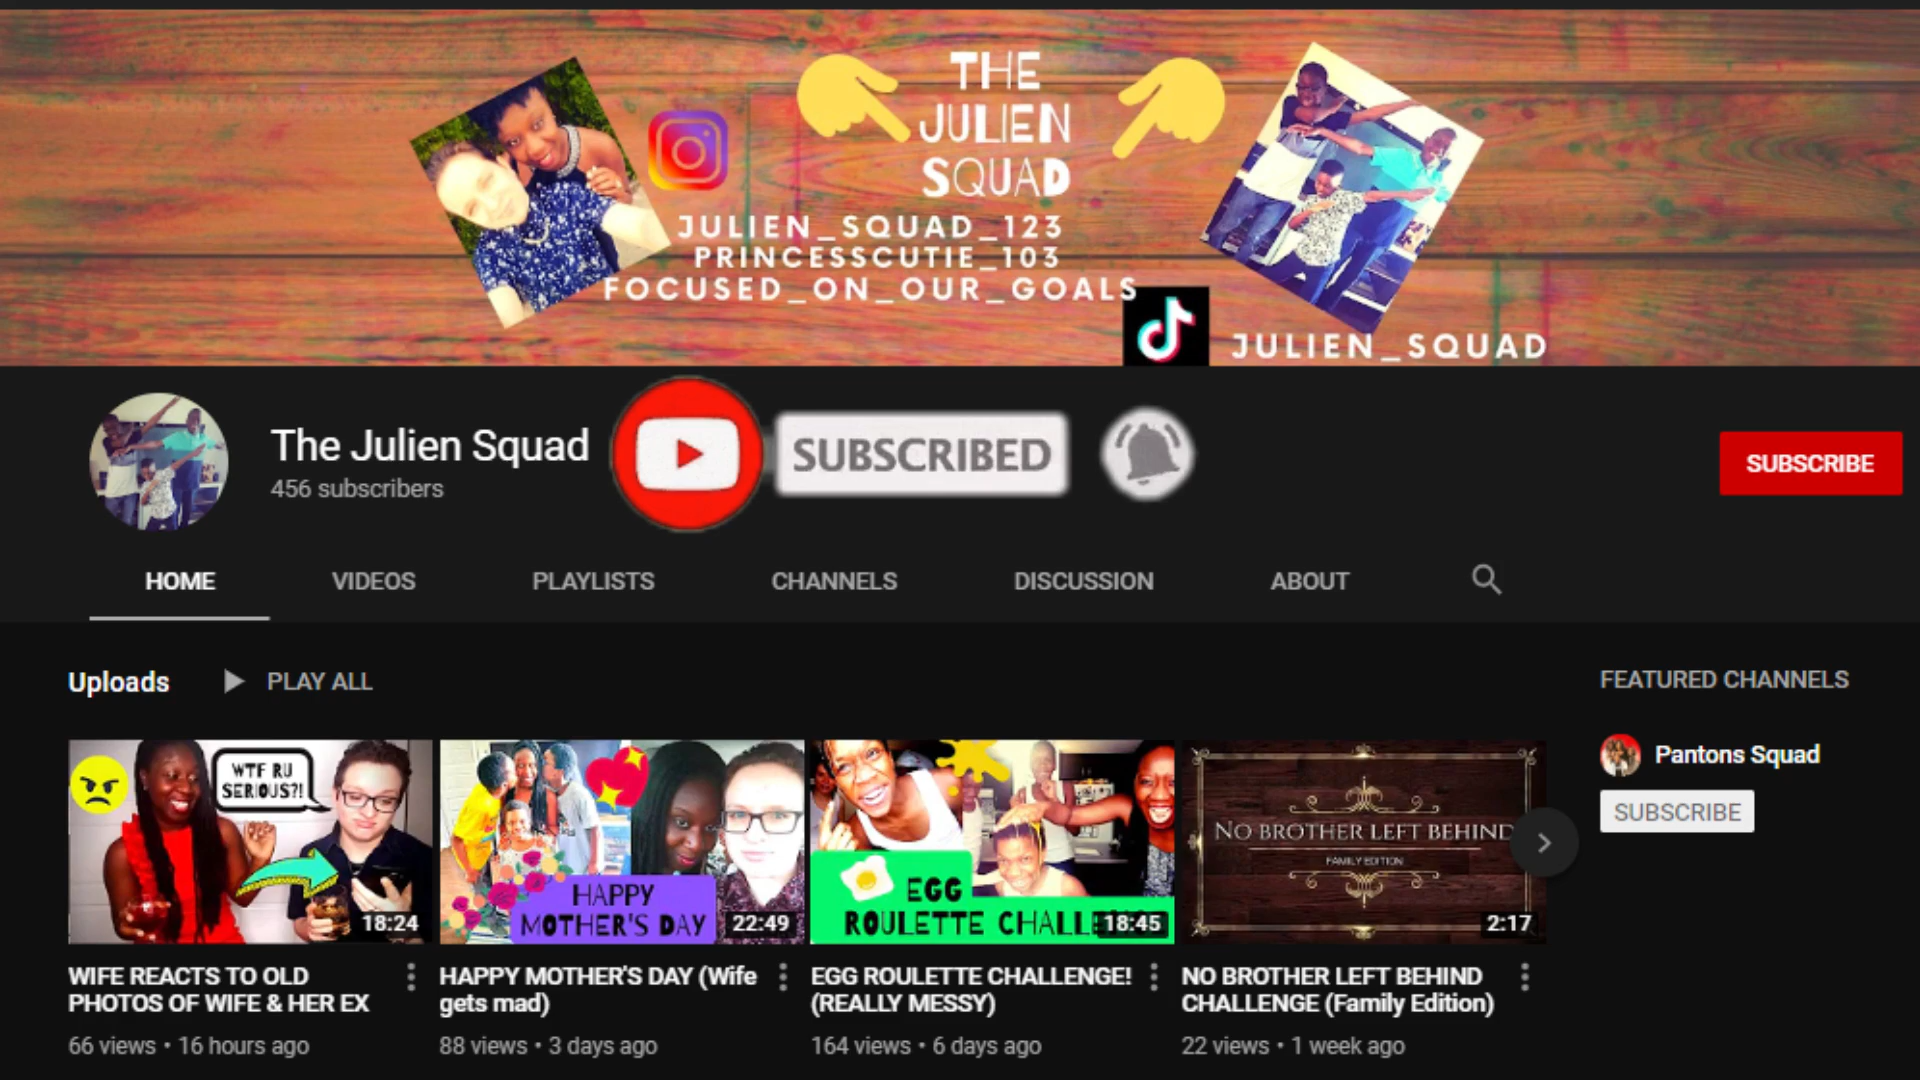 THE
JULIEN
SQUAD
JULIEN_SQUAD_123
PRINCESSCUTIE_103
FOCUSED_ON_OUR_GOALS
JULIEN_SQUAD
The Julien Squad
456 subscribers
SUBSCRIBED
SUBSCRIBE
HOME
VIDEOS
PLAYLISTS
CHANNELS
DISCUSSION
ABOUT
Uploads
PLAY ALL
FEATURED CHANNELS
Pantons Squad
SUBSCRIBE
WTF RU
SERIOUS?!
18:24
WIFE REACTS TO OLD
PHOTOS OF WIFE & HER EX
66 views • 16 hours ago
HAPPY
MOTHER'S DAY
22:49
HAPPY MOTHER'S DAY (Wife
gets mad)
88 views • 3 days ago
EGG
ROULETTE CHALLE
18:45
EGG ROULETTE CHALLENGE!
(REALLY MESSY)
164 views • 6 days ago
NO BROTHER LEFT BEHIND
FAMILY EDITION
2:17
NO BROTHER LEFT BEHIND
CHALLENGE (Family Edition)
22 views • 1 week ago